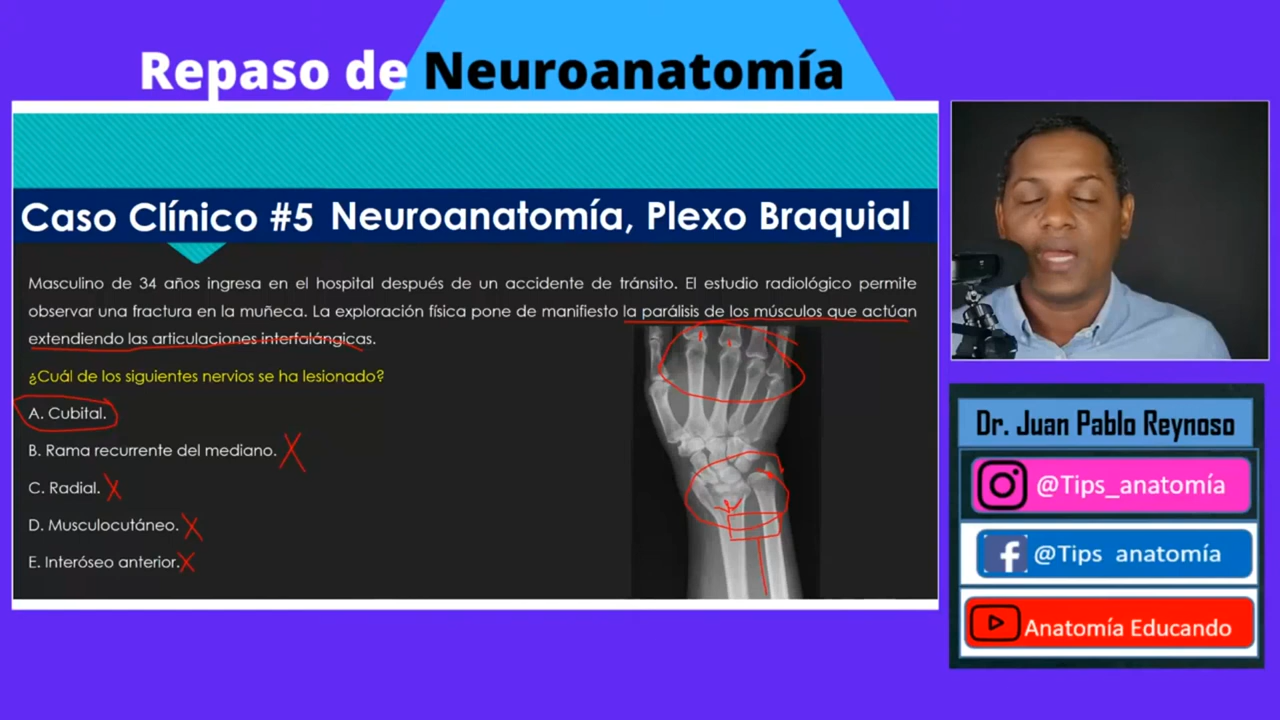 Repaso de Neuroanatomía
Caso Clínico #5 Neuroanatomía, Plexo Braquial
Masculino de 34 años ingresa en el hospital después de un accidente de tránsito. El estudio radiológico permite
observar una fractura en la muñeca. La exploración física pone de manifiesto la parálisis de los músculos que actúan
extendiendo las articulaciones interfalángicas.
¿Cuál de los siguientes nervios se ha lesionado?
A. Cubital.
B. Rama recurrente del mediano.
C. Radial.
D. Musculocutáneo.
E. Interóseo anterior.
Dr. Juan Pablo Reynoso
@Tips_anatomía
@Tips anatomía
Anatomía Educando